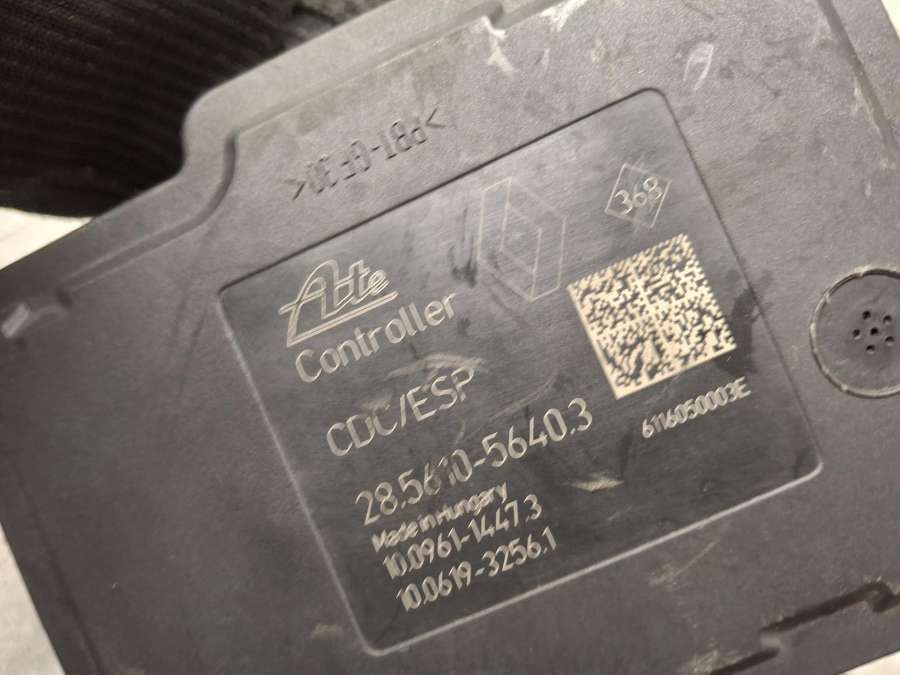 >PBT-GF30<
368
Ate
Controller
CDC/ESP
28.5610-5640.3
6116050003E
Made in Hungary
10.0961-1447.3
10.0619-3256.1